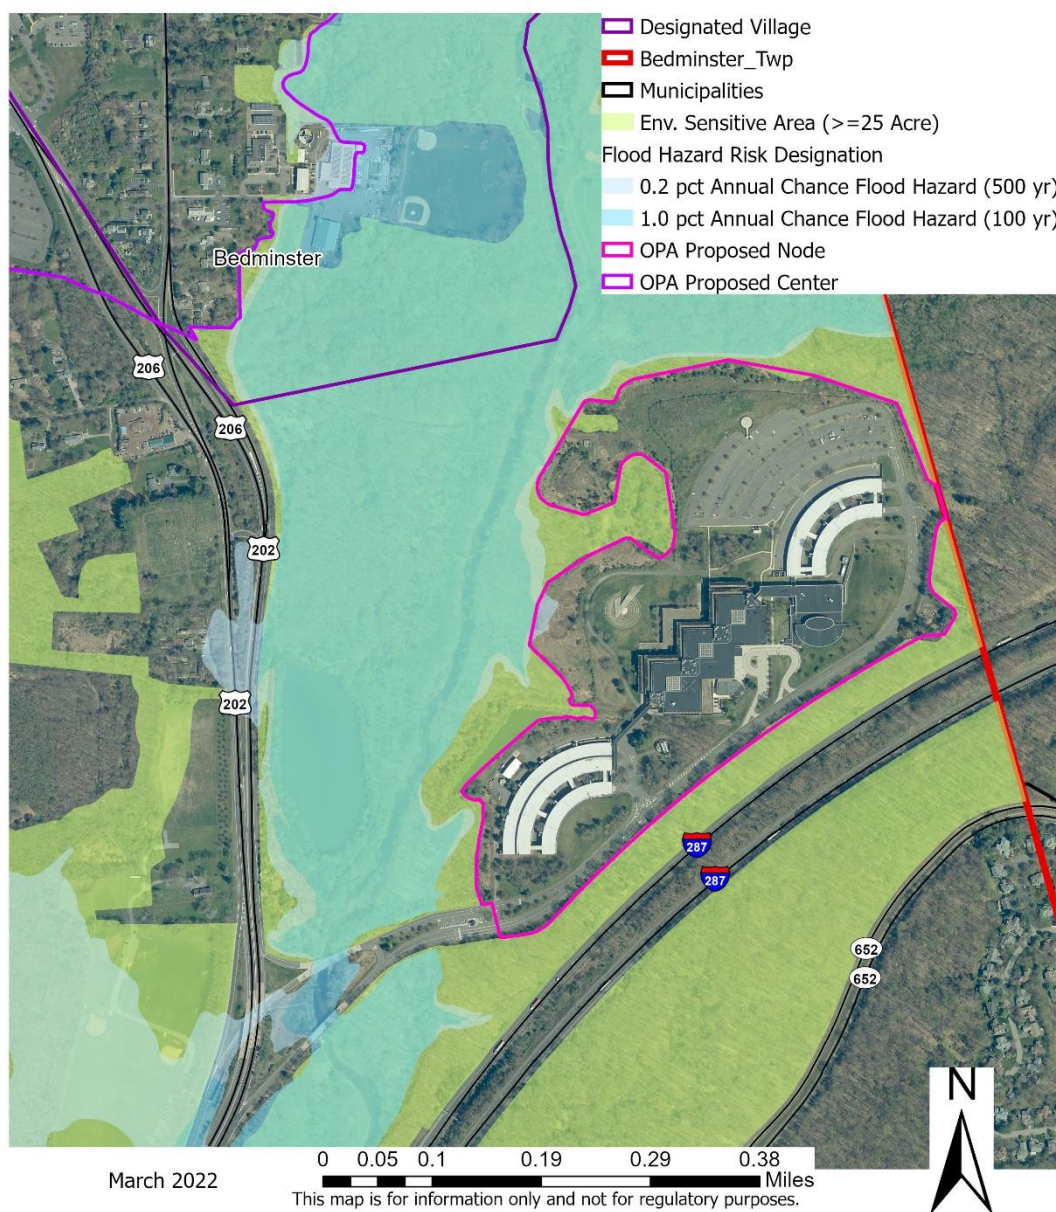 Designated Village
Bedminster_Twp
Municipalities
Env. Sensitive Area (>=25 Acre)
Flood Hazard Risk Designation
0.2 pct Annual Chance Flood Hazard (500 yr)
1.0 pct Annual Chance Flood Hazard (100 yr)
OPA Proposed Node
OPA Proposed Center
Bedminster
206
206
202
202
287
287
652
652
N
March 2022
0 0.05 0.1 0.19 0.29 0.38
Miles
This map is for information only and not for regulatory purposes.